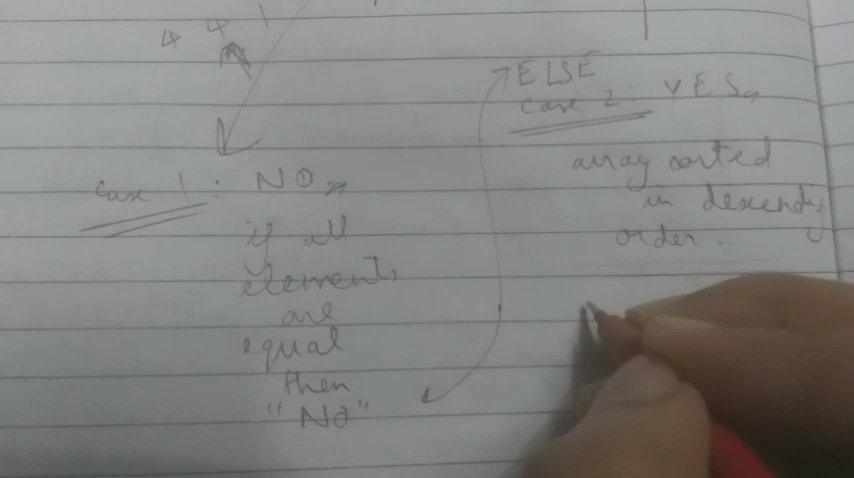 4 4 1
Case 1: NO
if all
elements
are
equal
then
"NO"
ELSE
Case 2: YES
array sorted
in descendig
order.